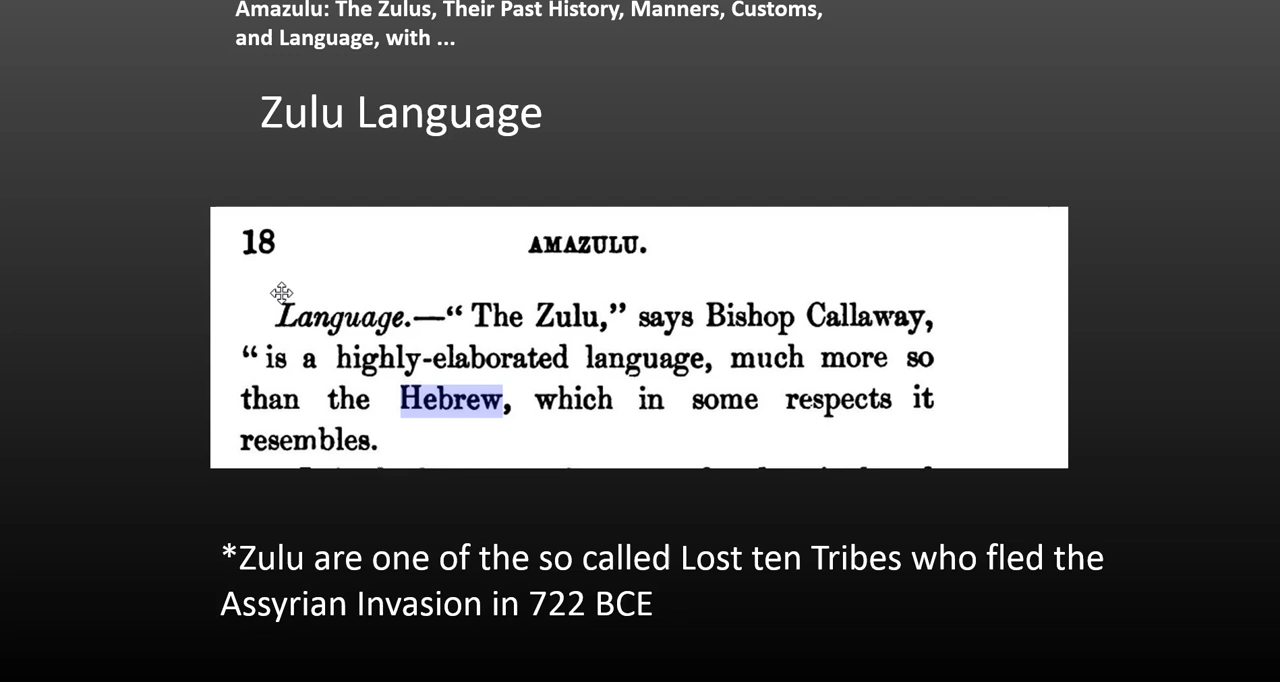 Amazulu: The Zulus, Their Past History, Manners, Customs,
and Language, with ...
Zulu Language
18 AMAZULU.
Language.—“ The Zulu,” says Bishop Callaway,
“ is a highly-elaborated language, much more so
than the Hebrew, which in some respects it
resembles.
*Zulu are one of the so called Lost ten Tribes who fled the
Assyrian Invasion in 722 BCE